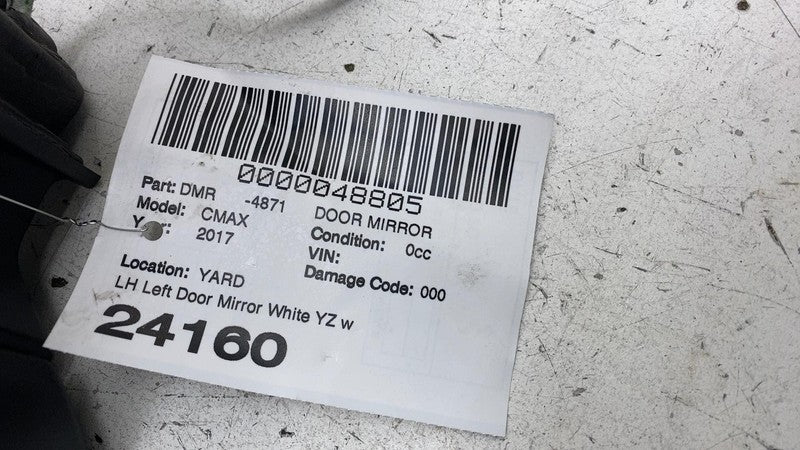 0000048805
Part: DMR -4871 DOOR MIRROR
Model: CMAX Condition: 0cc
Year: 2017 VIN:
Damage Code: 000
Location: YARD
LH Left Door Mirror White YZ w
24160